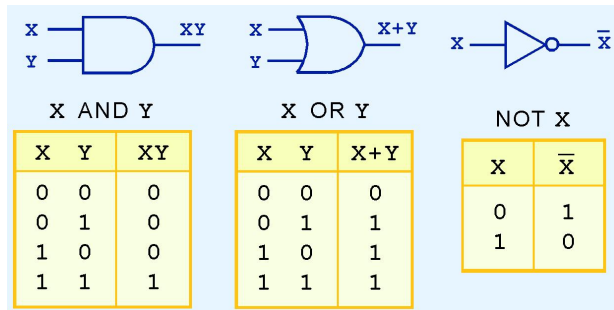 X
Y
XY
X AND Y
X Y XY
0 0 0
0 1 0
1 0 0
1 1 1
X
Y
X+Y
X OR Y
X Y X+Y
0 0 0
0 1 1
1 0 1
1 1 1
X X̅
NOT X
X X̅
0 1
1 0